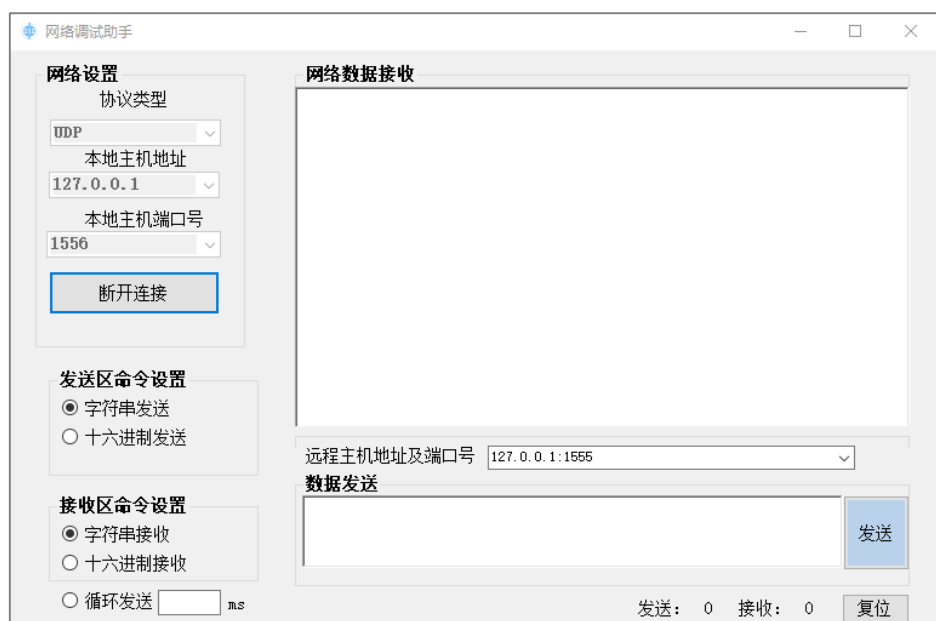 网络调试助手
网络设置
协议类型
UDP
本地主机地址
127.0.0.1
本地主机端口号
1556
断开连接
发送区命令设置
字符串发送
十六进制发送
接收区命令设置
字符串接收
十六进制接收
循环发送 ms
网络数据接收
远程主机地址及端口号 127.0.0.1:1555
数据发送
发送
发送: 0 接收: 0 复位